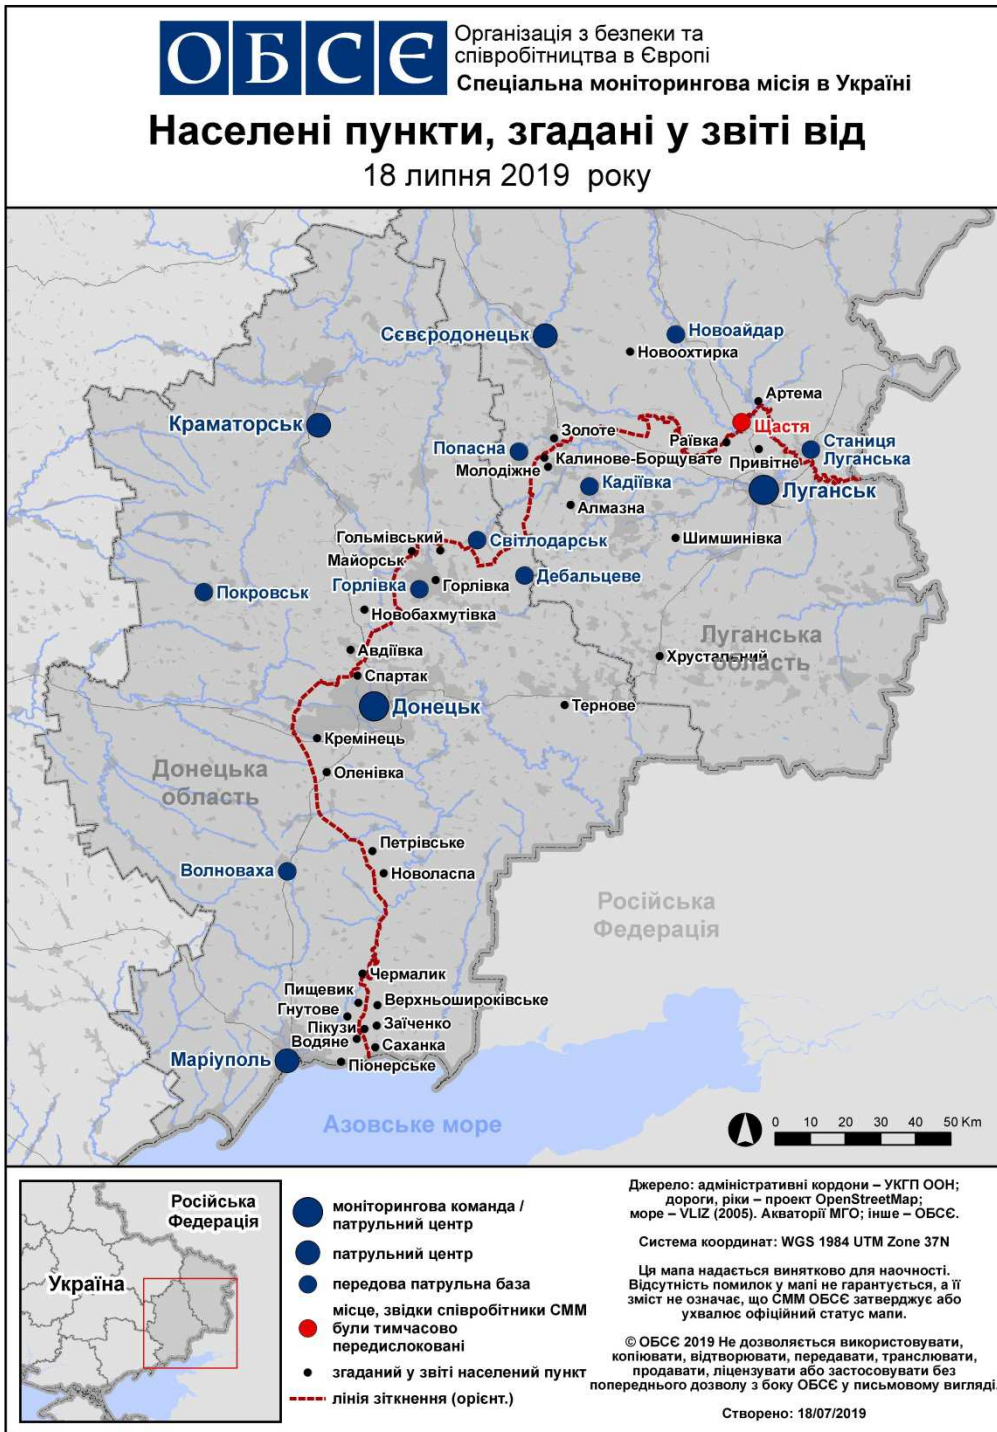 ОБСЄ
Організація з безпеки та
співробітництва в Європі
Спеціальна моніторингова місія в Україні
Населені пункти, згадані у звіті від
18 липня 2019 року
Сєвєродонецьк
Новоайдар
Новоохтирка
Артема
Краматорськ
Щастя
Золоте
Раївка
Станиця
Луганська
Попасна
Калинове-Борщувате
Привітне
Молодіжне
Кадіївка
Луганськ
Алмазна
Гольмівський
Світлодарськ
Шимшинівка
Майорськ
Дебальцеве
Покровськ
Горлівка
Горлівка
Новобахмутівка
Луганська
область
Авдіївка
Хрустальний
Спартак
Донецьк
Тернове
Кремінець
Донецька
область
Оленівка
Петрівське
Волноваха
Новоласпа
Російська
Федерація
Чермалик
Пищевик
Верхньошироківське
Гнутове
Пікузи
Заїченко
Водяне
Саханка
Маріуполь
Піонерське
Азовське море
0 10 20 30 40 50 Km
Російська
Федерація
Україна
моніторингова команда /
патрульний центр
патрульний центр
передова патрульна база
місце, звідки співробітники СММ
були тимчасово
передислоковані
згаданий у звіті населений пункт
лінія зіткнення (орієнт.)
Джерело: адміністративні кордони – УКГП ООН;
дороги, ріки – проект OpenStreetMap;
море – VLIZ (2005). Акваторії МГО; інше – ОБСЄ.
Система координат: WGS 1984 UTM Zone 37N
Ця мапа надається винятково для наочності.
Відсутність помилок у мапі не гарантується, а її
зміст не означає, що СММ ОБСЄ затверджує або
ухвалює офіційний статус мапи.
© ОБСЄ 2019 Не дозволяється використовувати,
копіювати, відтворювати, передавати, транслювати,
продавати, ліцензувати або застосовувати без
попереднього дозволу з боку ОБСЄ у письмовому вигляді.
Створено: 18/07/2019